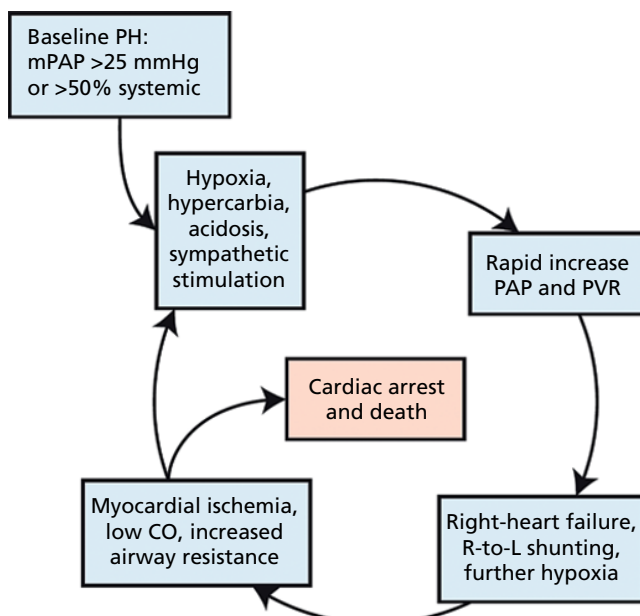 Baseline PH:
mPAP >25 mmHg
or >50% systemic
Hypoxia,
hypercarbia,
acidosis,
sympathetic
stimulation
Rapid increase
PAP and PVR
Cardiac arrest
and death
Myocardial ischemia,
low CO, increased
airway resistance
Right-heart failure,
R-to-L shunting,
further hypoxia